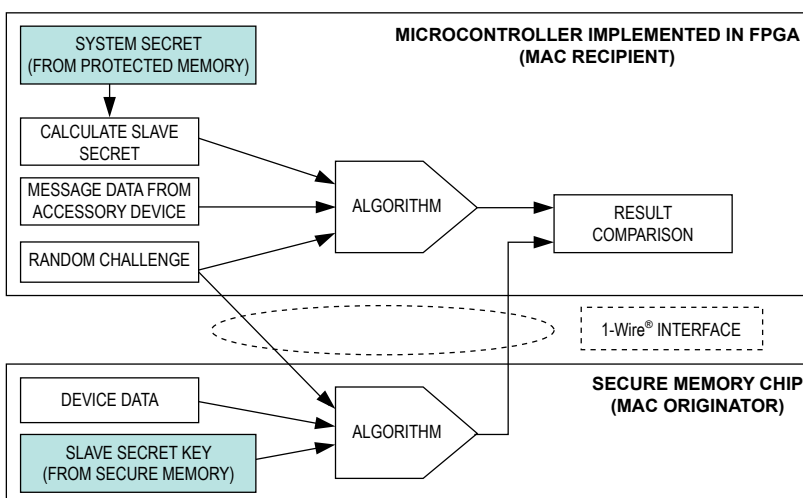 SYSTEM SECRET
(FROM PROTECTED MEMORY)
MICROCONTROLLER IMPLEMENTED IN FPGA
(MAC RECIPIENT)
CALCULATE SLAVE
SECRET
MESSAGE DATA FROM
ACCESSORY DEVICE
RANDOM CHALLENGE
ALGORITHM
RESULT
COMPARISON
1-Wire® INTERFACE
SECURE MEMORY CHIP
(MAC ORIGINATOR)
DEVICE DATA
SLAVE SECRET KEY
(FROM SECURE MEMORY)
ALGORITHM